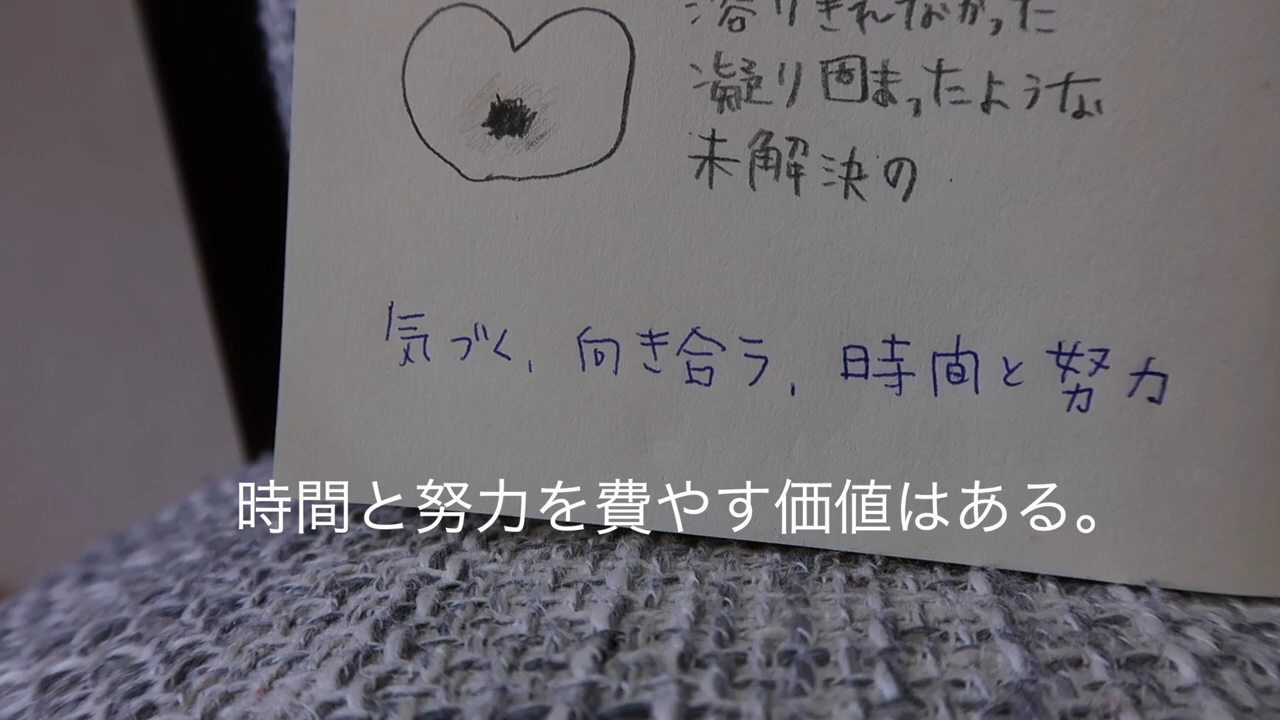 溶りきれなかった
凝り固まったような
未解決の
気づく、向き合う、時間と努力
時間と努力を費やす価値はある。